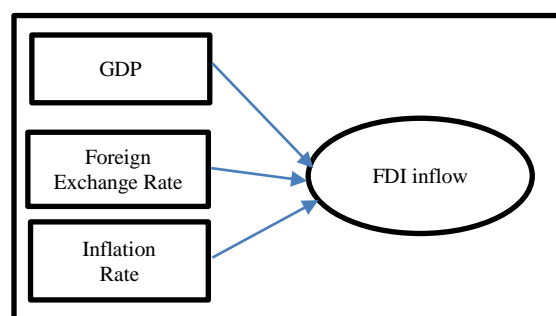 GDP
Foreign
Exchange Rate
FDI inflow
Inflation
Rate